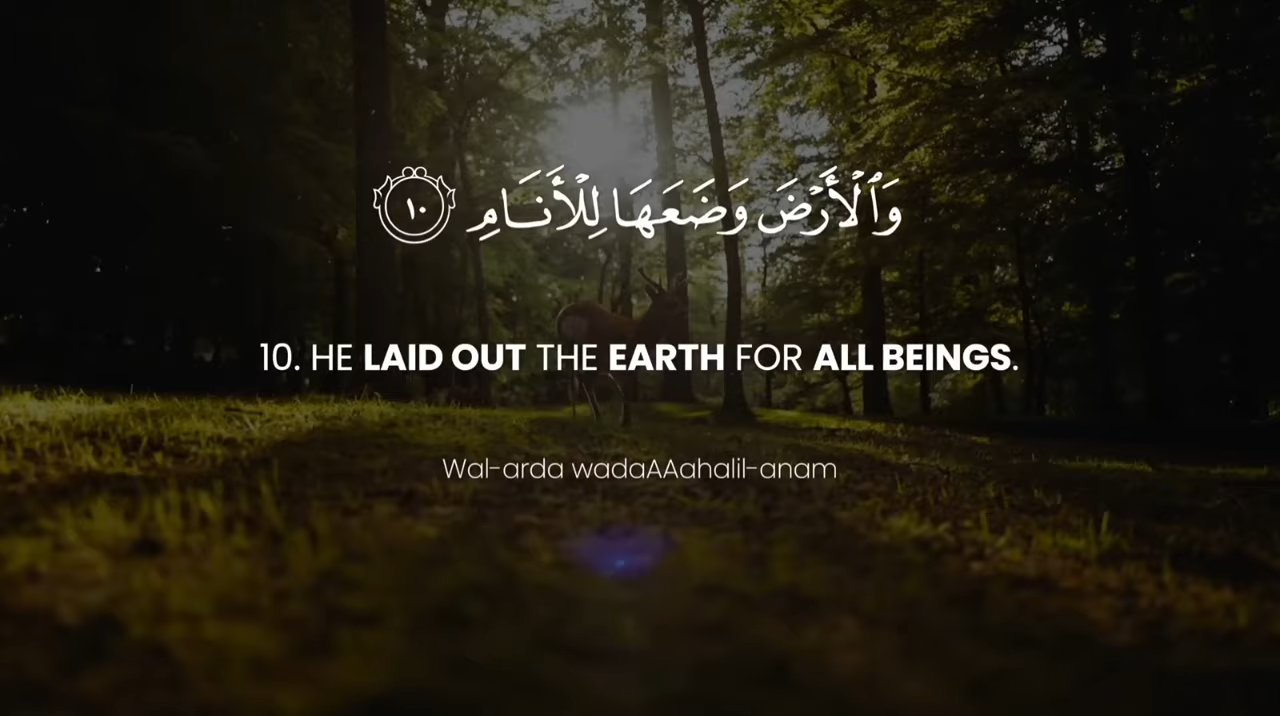 وَٱلْأَرْضَ وَضَعَهَا لِلْأَنَامِ ١٠
10. HE LAID OUT THE EARTH FOR ALL BEINGS.
Wal-arda wadaAAahalil-anam